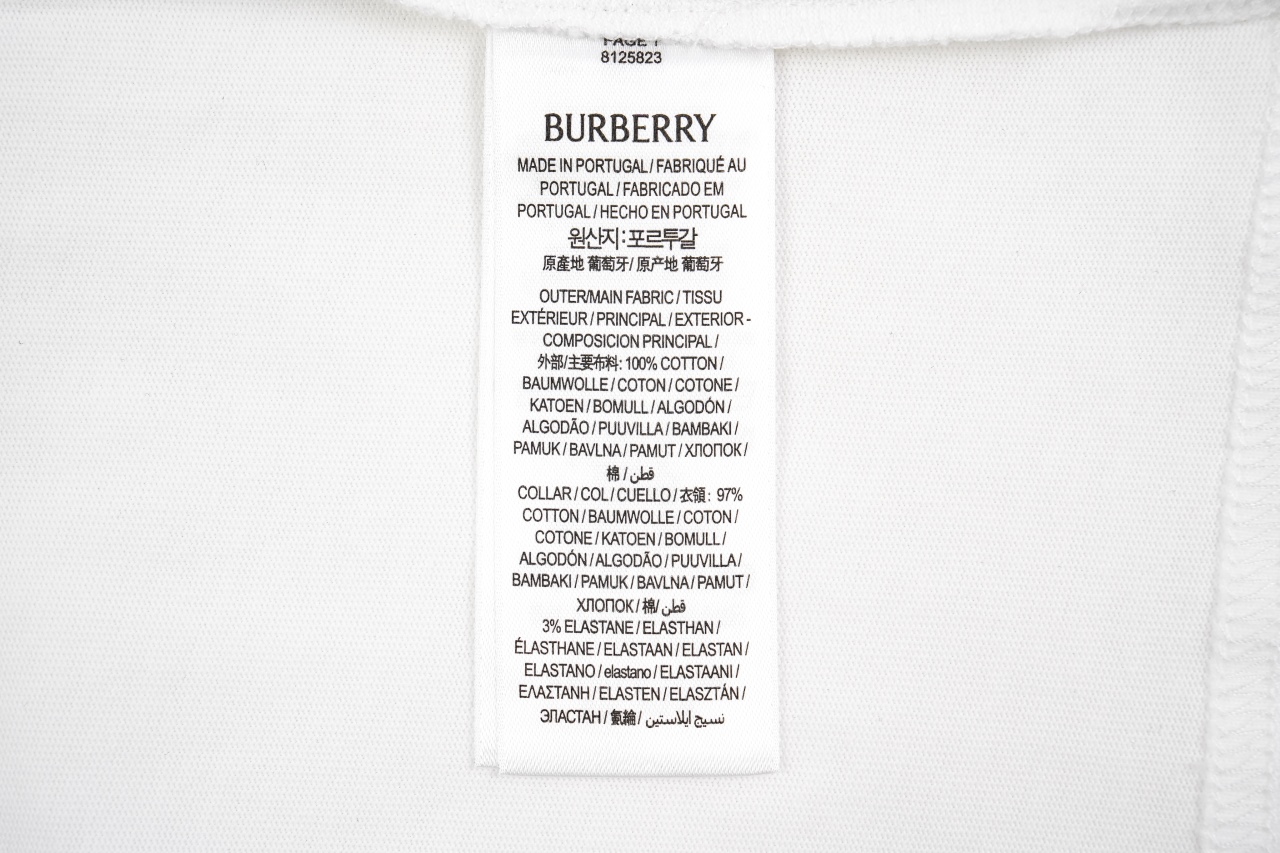 PAGE 1
8125823
BURBERRY
MADE IN PORTUGAL / FABRIQUÉ AU
PORTUGAL / FABRICADO EM
PORTUGAL / HECHO EN PORTUGAL
원산지:포르투갈
原產地 葡萄牙/ 原产地 葡萄牙
OUTER/MAIN FABRIC / TISSU
EXTÉRIEUR / PRINCIPAL / EXTERIOR -
COMPOSICION PRINCIPAL /
外部/主要布料: 100% COTTON /
BAUMWOLLE / COTON / COTONE /
KATOEN / BOMULL / ALGODÓN /
ALGODÃO / PUUVILLA / BAMBAKI /
PAMUK / BAVLNA / PAMUT / ХЛОПОК /
棉 / قطن
COLLAR / COL / CUELLO / 衣領: 97%
COTTON / BAUMWOLLE / COTON /
COTONE / KATOEN / BOMULL /
ALGODÓN / ALGODÃO / PUUVILLA /
BAMBAKI / PAMUK / BAVLNA / PAMUT /
ХЛОПОК / 棉/ قطن
3% ELASTANE / ELASTHAN /
ÉLASTHANE / ELASTAAN / ELASTAN /
ELASTANO / elastano / ELASTAANI /
ΕΛΑΣΤΑΝΗ / ELASTEN / ELASZTÁN /
ЭЛАСТАН / 氨綸/ نسيج ايلاستين